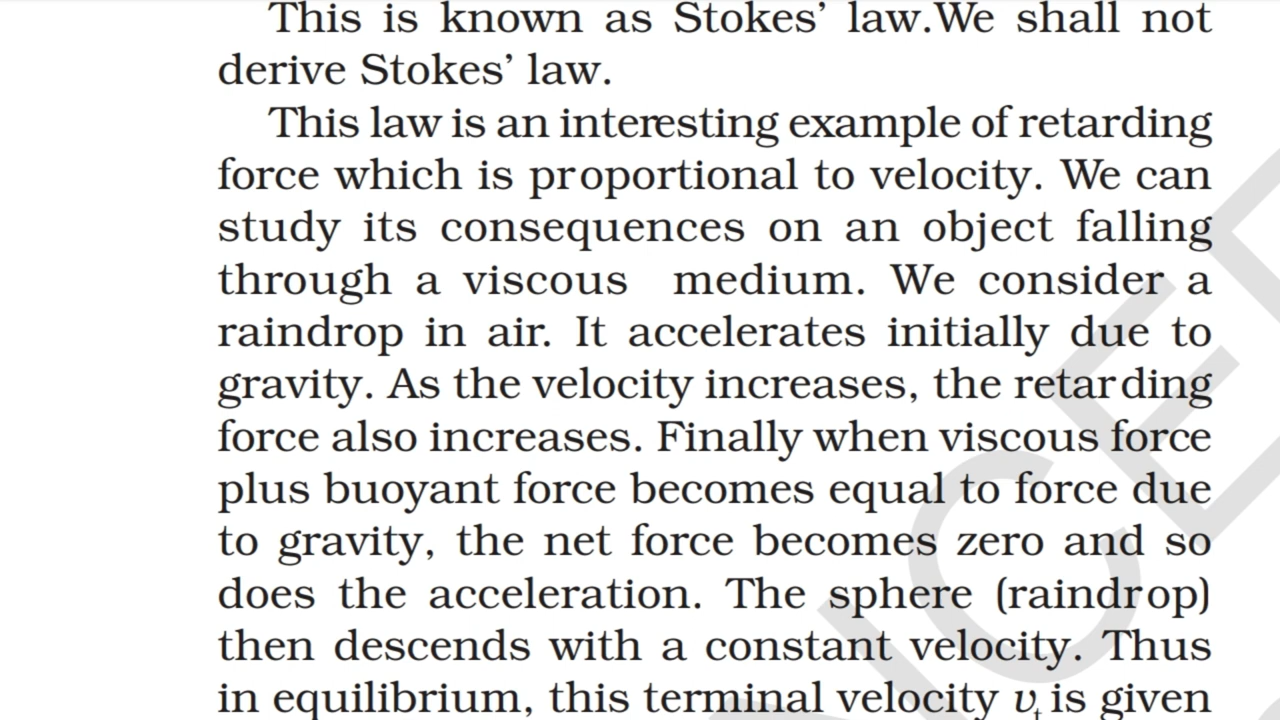 This is known as Stokes’ law.We shall not
derive Stokes’ law.
This law is an interesting example of retarding
force which is proportional to velocity. We can
study its consequences on an object falling
through a viscous medium. We consider a
raindrop in air. It accelerates initially due to
gravity. As the velocity increases, the retarding
force also increases. Finally when viscous force
plus buoyant force becomes equal to force due
to gravity, the net force becomes zero and so
does the acceleration. The sphere (raindrop)
then descends with a constant velocity. Thus
in equilibrium, this terminal velocity vt is given